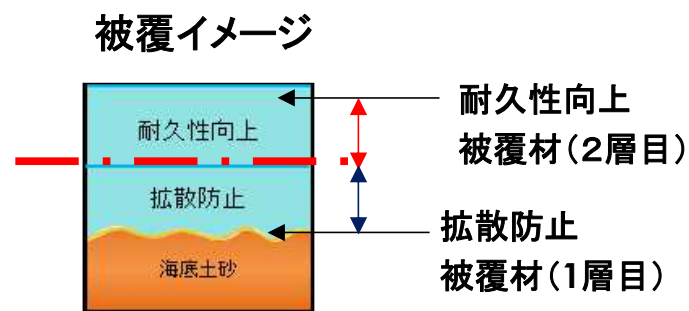 被覆イメージ
耐久性向上
拡散防止
海底土砂
耐久性向上
被覆材(2層目)
拡散防止
被覆材(1層目)